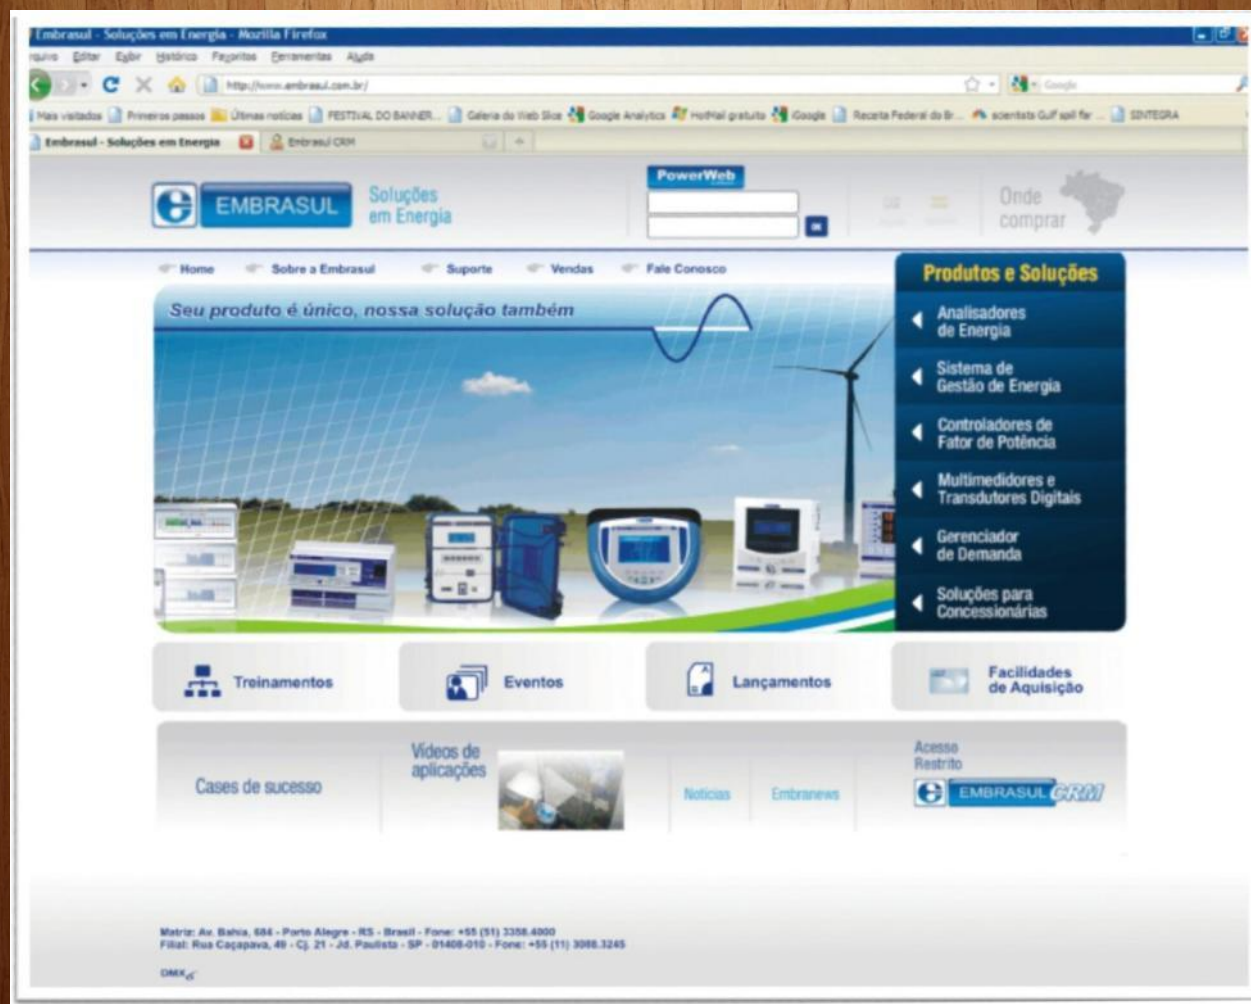 Embrasul - Soluções em Energia - Mozilla Firefox
Editar Exibir Histórico Favoritos Ferramentas Ajuda
http://www.embrasul.com.br/
Google
Mais visitados Primeiros passos Últimas notícias FESTIVAL DO BANNER... Galeria do Web Slice Google Analytics HotMail gratuito iGoogle Receita Federal do Br... scientists Gulf spill far ... SINTEGRA
Embrasul - Soluções em Energia Embrasul CRM
EMBRASUL
Soluções
em Energia
PowerWeb
OK
Onde
comprar
Home Sobre a Embrasul Suporte Vendas Fale Conosco
Seu produto é único, nossa solução também
Produtos e Soluções
Analisadores
de Energia
Sistema de
Gestão de Energia
Controladores de
Fator de Potência
Multimedidores e
Transdutores Digitais
Gerenciador
de Demanda
Soluções para
Concessionárias
Treinamentos
Eventos
Lançamentos
Facilidades
de Aquisição
Cases de sucesso
Vídeos de
aplicações
Notícias
Embranews
Acesso
Restrito
EMBRASUL CRM
Matriz: Av. Bahia, 684 - Porto Alegre - RS - Brasil - Fone: +55 (51) 3358.4000
Filial: Rua Caçapava, 49 - Cj. 21 - Jd. Paulista - SP - 01408-010 - Fone: +55 (11) 3088.3245
DMX